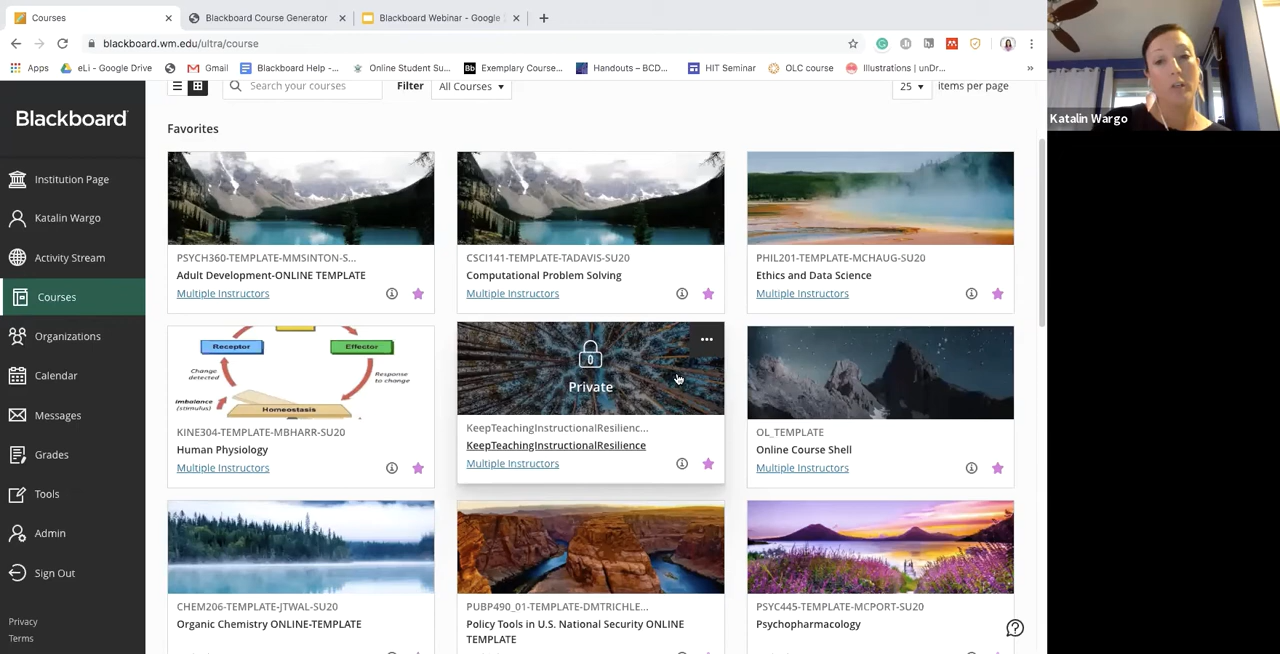 Courses
Blackboard Course Generator
Blackboard Webinar - Google
blackboard.wm.edu/ultra/course
Apps
eLi - Google Drive
Gmail
Blackboard Help -...
Online Student Su...
Bb
Exemplary Course...
Handouts – BCD...
HIT Seminar
OLC course
Illustrations | unDr...
Katalin Wargo
Blackboard
Institution Page
Katalin Wargo
Activity Stream
Courses
Organizations
Calendar
Messages
Grades
Tools
Admin
Sign Out
Privacy
Terms
Search your courses
Filter
All Courses
25
items per page
Favorites
PSYCH360-TEMPLATE-MMSINTON-S...
Adult Development-ONLINE TEMPLATE
Multiple Instructors
CSCI141-TEMPLATE-TADAVIS-SU20
Computational Problem Solving
Multiple Instructors
PHIL201-TEMPLATE-MCHAUG-SU20
Ethics and Data Science
Multiple Instructors
Receptor
Effector
Change
detected
Response
to change
imbalance
(stimulus)
Homeostasis
KINE304-TEMPLATE-MBHARR-SU20
Human Physiology
Multiple Instructors
Private
KeepTeachingInstructionalResilienc...
KeepTeachingInstructionalResilience
Multiple Instructors
OL_TEMPLATE
Online Course Shell
Multiple Instructors
CHEM206-TEMPLATE-JTWAL-SU20
Organic Chemistry ONLINE-TEMPLATE
PUBP490_01-TEMPLATE-DMTRICHLE...
Policy Tools in U.S. National Security ONLINE
TEMPLATE
PSYC445-TEMPLATE-MCPORT-SU20
Psychopharmacology